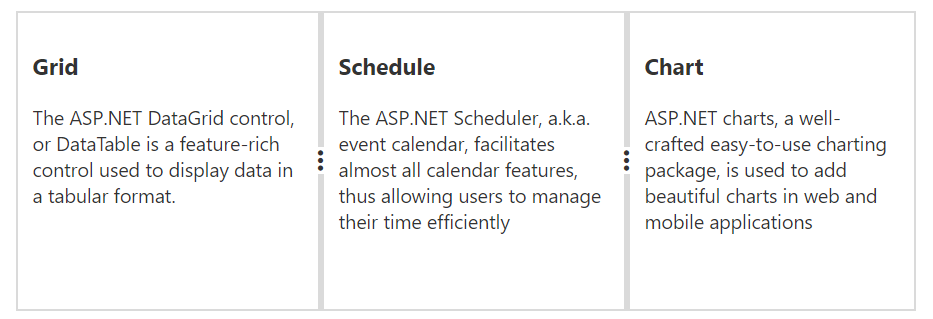 Grid
The ASP.NET DataGrid control,
or DataTable is a feature-rich
control used to display data in
a tabular format.
Schedule
The ASP.NET Scheduler, a.k.a.
event calendar, facilitates
almost all calendar features,
thus allowing users to manage
their time efficiently
Chart
ASP.NET charts, a well-
crafted easy-to-use charting
package, is used to add
beautiful charts in web and
mobile applications